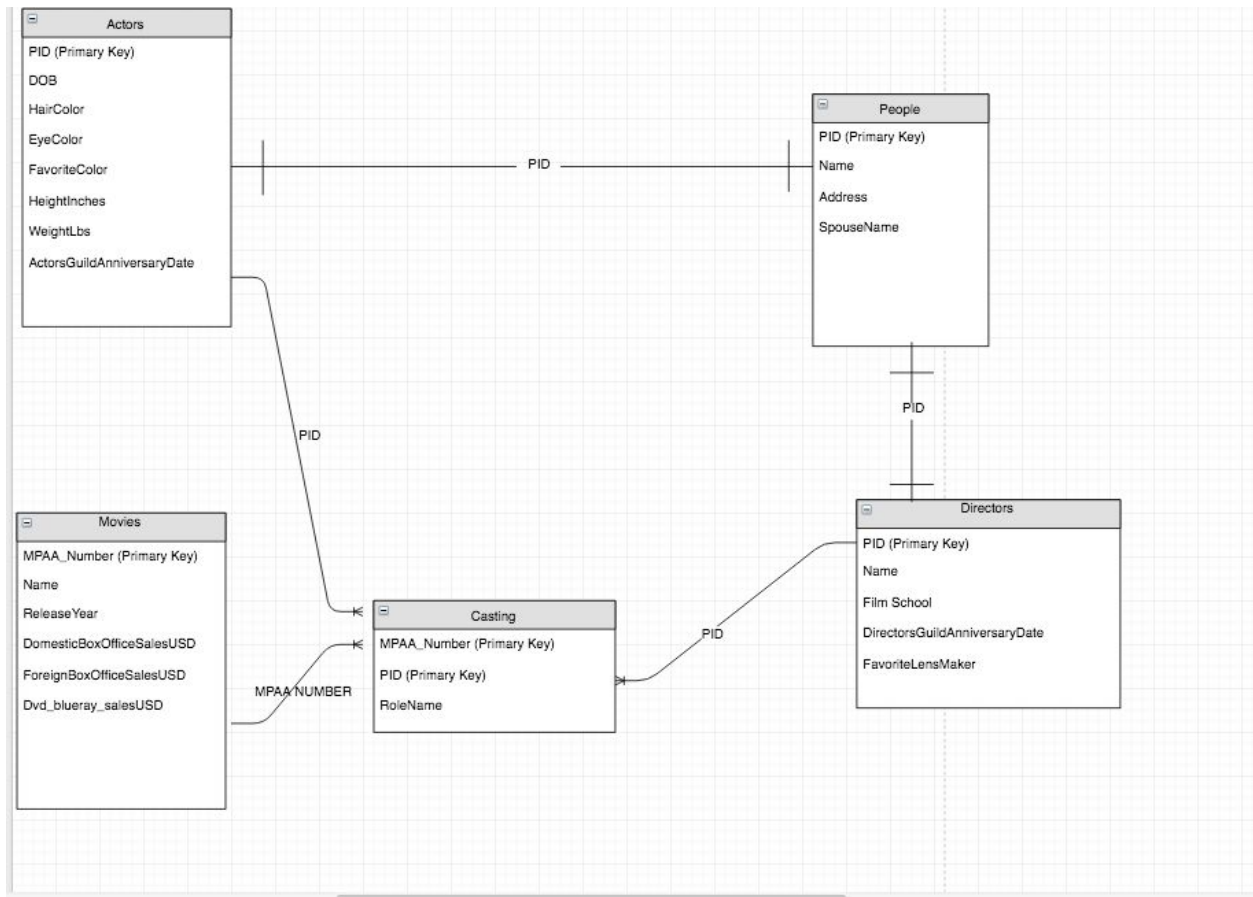 Actors
PID (Primary Key)
DOB
HairColor
EyeColor
FavoriteColor
HeightInches
WeightLbs
ActorsGuildAnniversaryDate
PID
People
PID (Primary Key)
Name
Address
SpouseName
PID
PID
Movies
MPAA_Number (Primary Key)
Name
ReleaseYear
DomesticBoxOfficeSalesUSD
ForeignBoxOfficeSalesUSD
Dvd_blueray_salesUSD
MPAA NUMBER
Casting
MPAA_Number (Primary Key)
PID (Primary Key)
RoleName
PID
Directors
PID (Primary Key)
Name
Film School
DirectorsGuildAnniversaryDate
FavoriteLensMaker